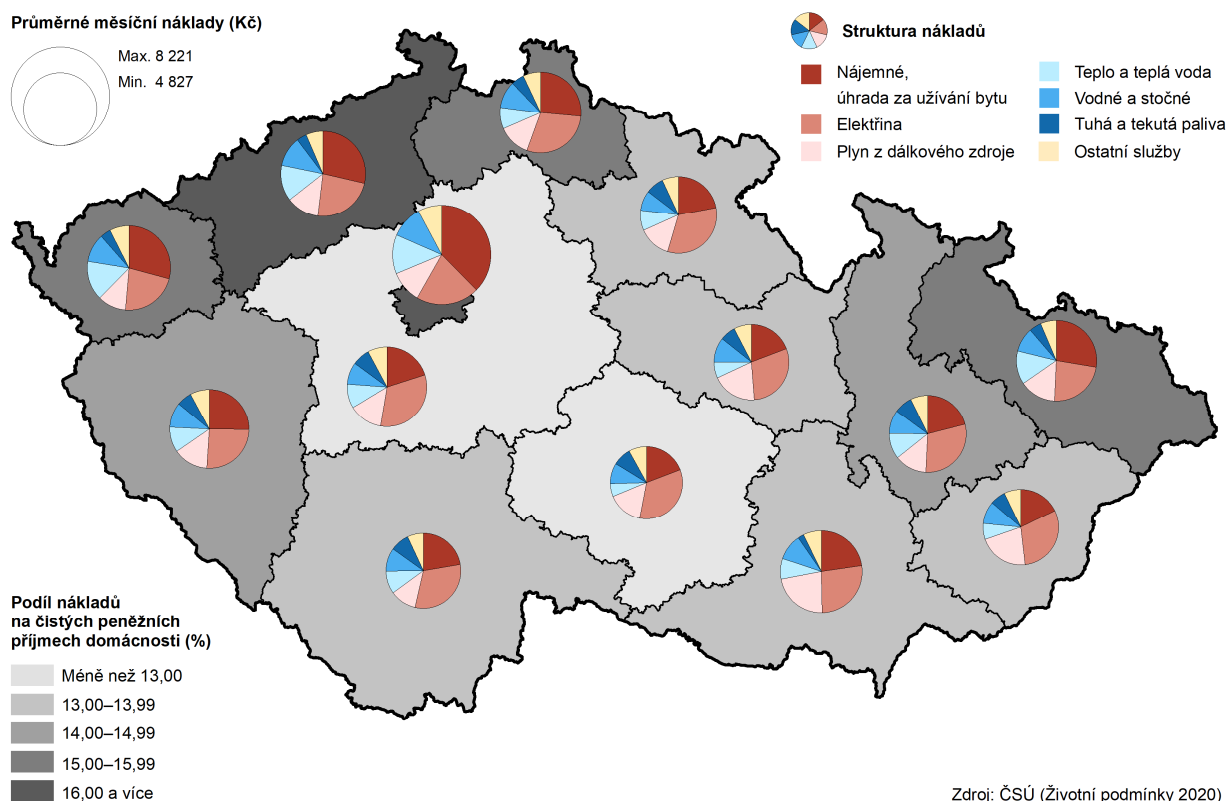 Průměrné měsíční náklady (Kč)
Max. 8 221
Min. 4 827
Struktura nákladů
Nájemné,
úhrada za užívání bytu
Elektřina
Plyn z dálkového zdroje
Teplo a teplá voda
Vodné a stočné
Tuhá a tekutá paliva
Ostatní služby
Podíl nákladů
na čistých peněžních
příjmech domácnosti (%)
Méně než 13,00
13,00–13,99
14,00–14,99
15,00–15,99
16,00 a více
Zdroj: ČSÚ (Životní podmínky 2020)